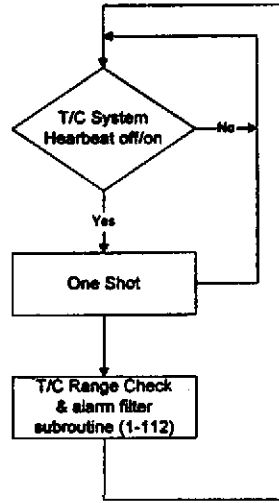 T/C System
Hearbeat off/on
No
Yes
One Shot
T/C Range Check
& alarm filter
subroutine (1-112)